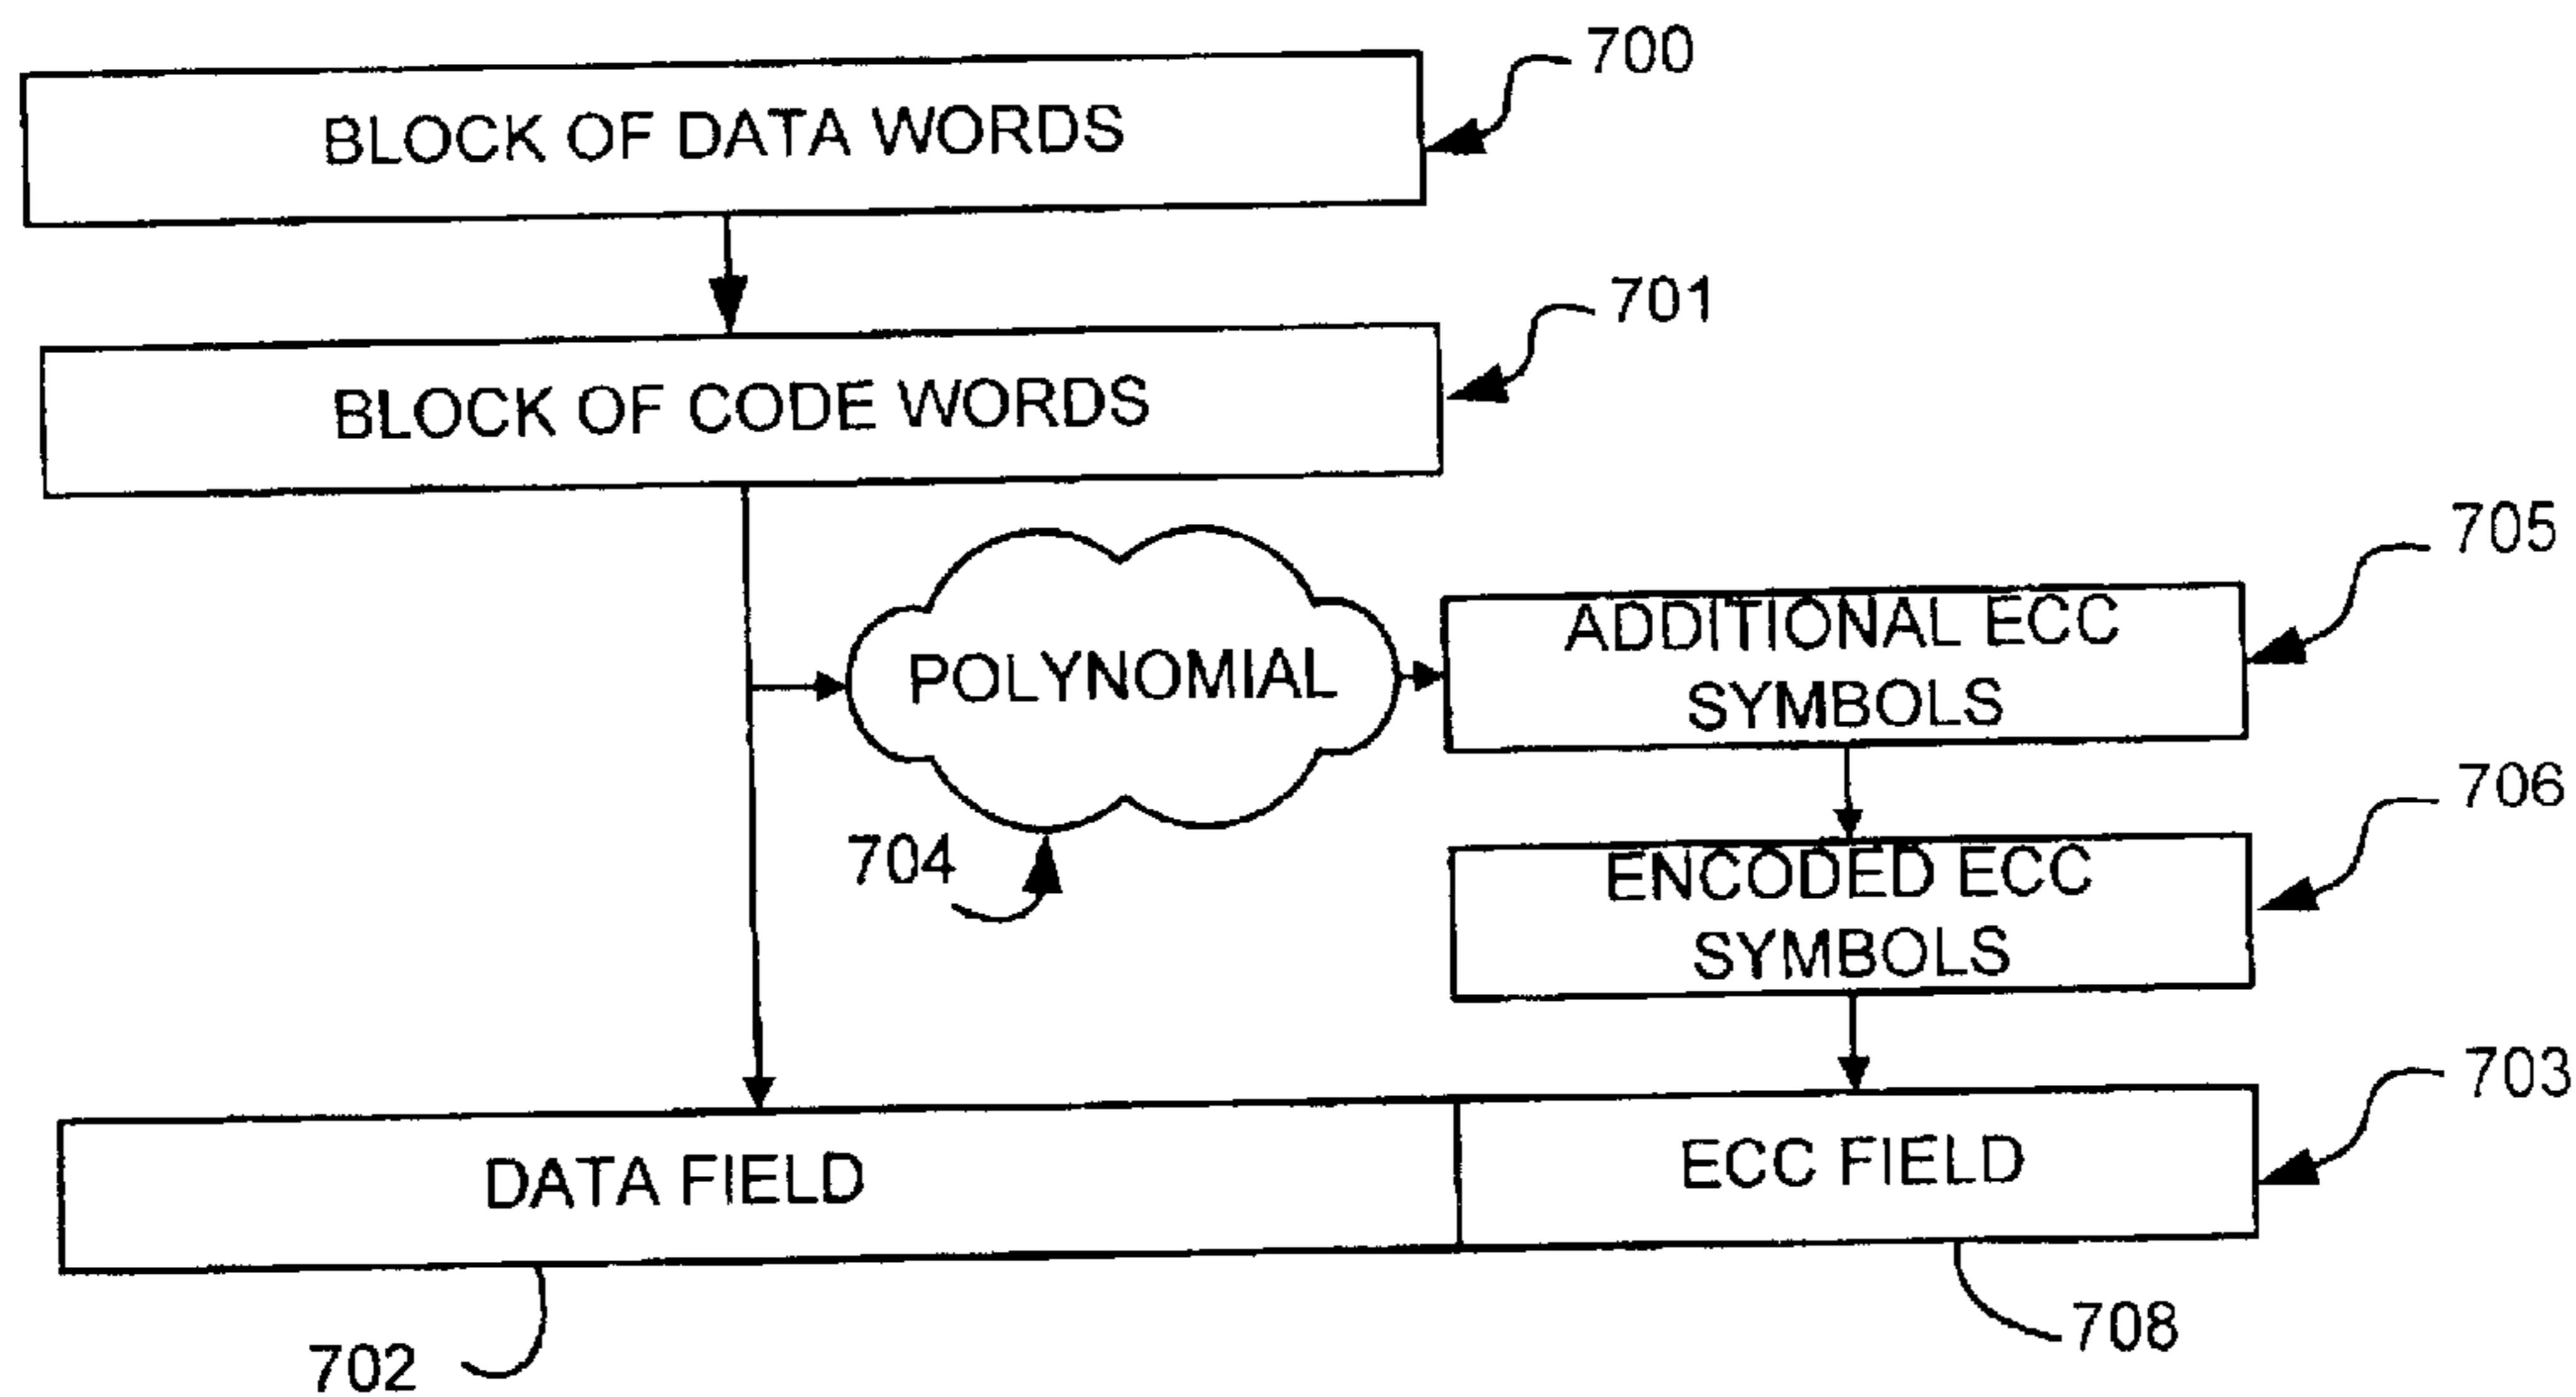 700
BLOCK OF DATA WORDS
701
BLOCK OF CODE WORDS
705
ADDITIONAL ECC
SYMBOLS
POLYNOMIAL
706
704
ENCODED ECC
SYMBOLS
703
DATA FIELD
ECC FIELD
702
708